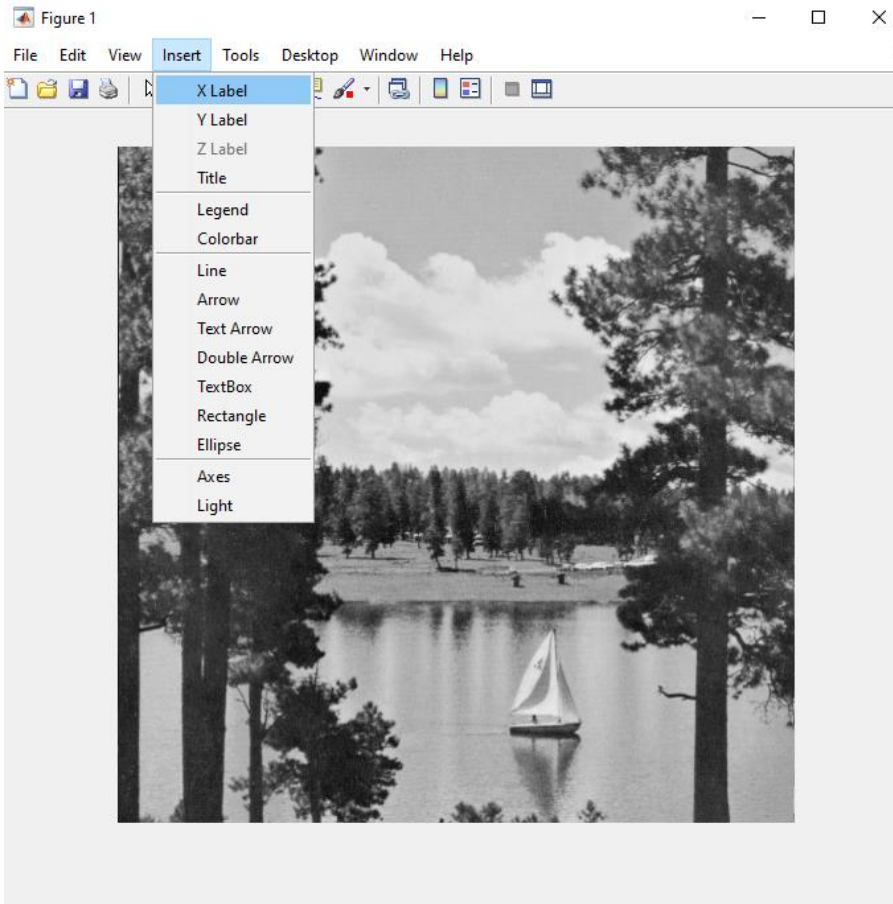 Figure 1
File Edit View Insert Tools Desktop Window Help
X Label
Y Label
Z Label
Title
Legend
Colorbar
Line
Arrow
Text Arrow
Double Arrow
TextBox
Rectangle
Ellipse
Axes
Light